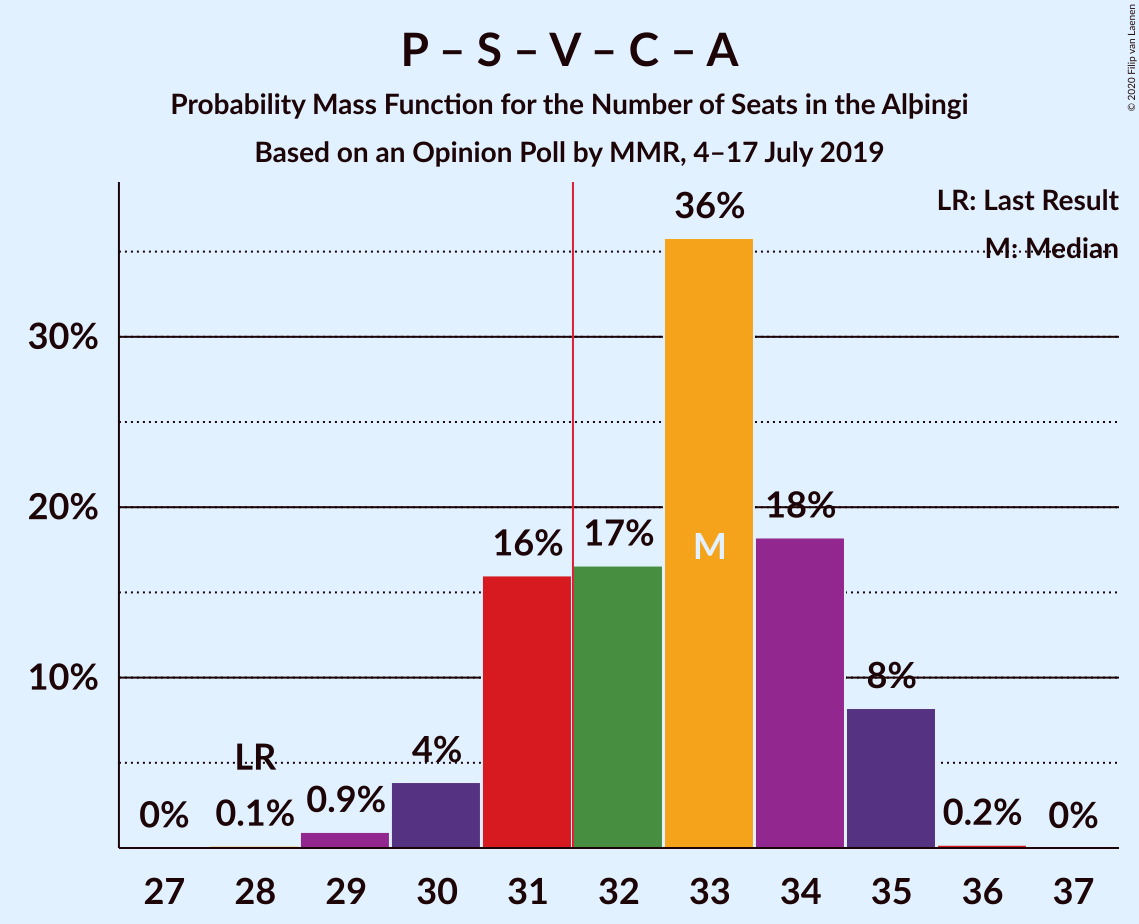 P – S – V – C – A
Probability Mass Function for the Number of Seats in the Alþingi
Based on an Opinion Poll by MMR, 4–17 July 2019
© 2020 Filip van Laenen
LR: Last Result
M: Median
30%
20%
10%
0%
LR
0.1%
0.9%
4%
16%
17%
36%
M
18%
8%
0.2%
0%
27 28 29 30 31 32 33 34 35 36 37